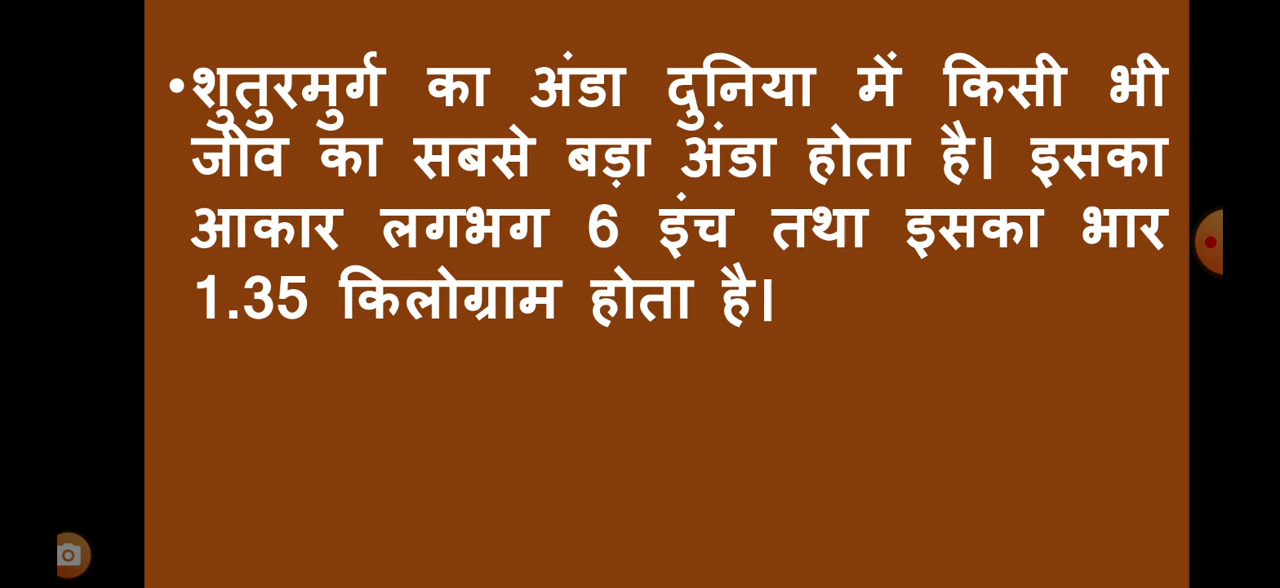 •शुतुरमुर्ग का अंडा दुनिया में किसी भी
जीव का सबसे बड़ा अंडा होता है। इसका
आकार लगभग 6 इंच तथा इसका भार
1.35 किलोग्राम होता है।